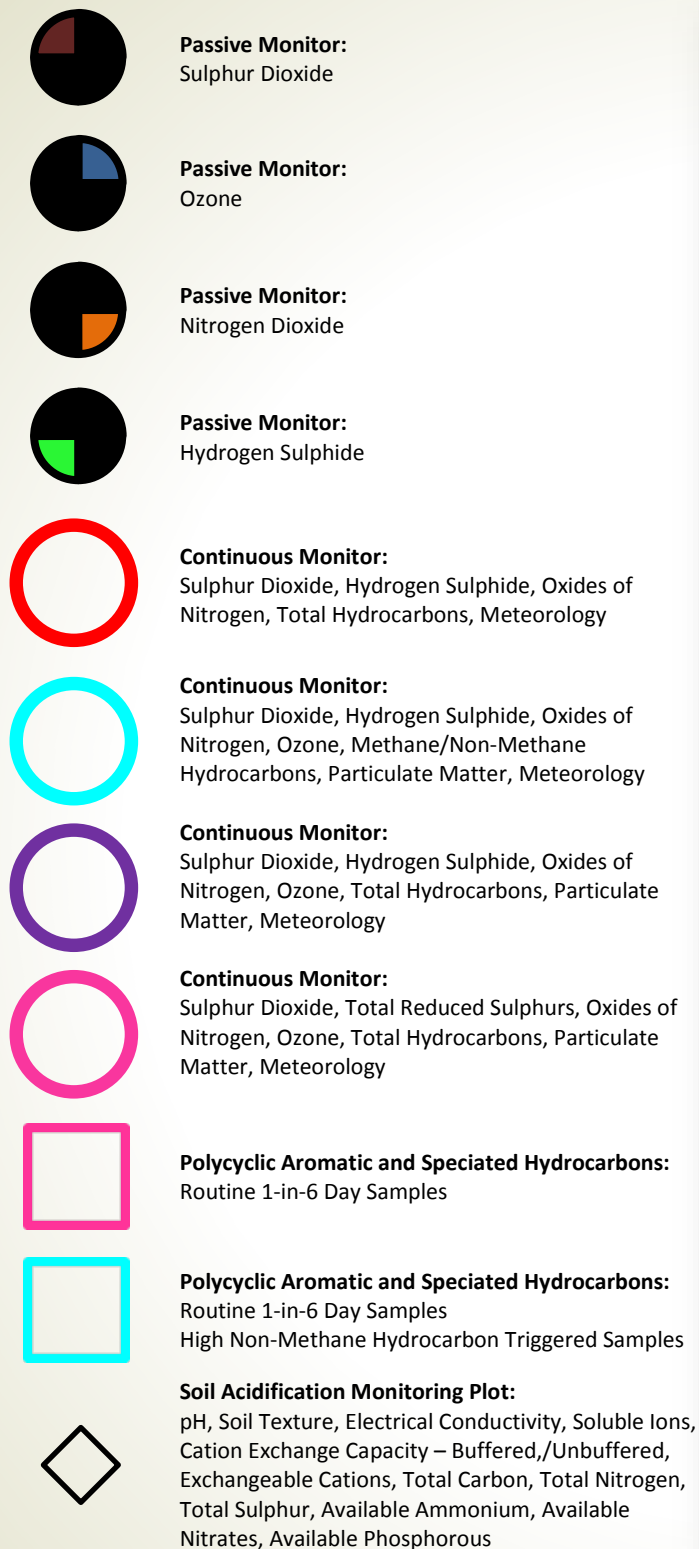 Passive Monitor:
Sulphur Dioxide
Passive Monitor:
Ozone
Passive Monitor:
Nitrogen Dioxide
Passive Monitor:
Hydrogen Sulphide
Continuous Monitor:
Sulphur Dioxide, Hydrogen Sulphide, Oxides of
Nitrogen, Total Hydrocarbons, Meteorology
Continuous Monitor:
Sulphur Dioxide, Hydrogen Sulphide, Oxides of
Nitrogen, Ozone, Methane/Non-Methane
Hydrocarbons, Particulate Matter, Meteorology
Continuous Monitor:
Sulphur Dioxide, Hydrogen Sulphide, Oxides of
Nitrogen, Ozone, Total Hydrocarbons, Particulate
Matter, Meteorology
Continuous Monitor:
Sulphur Dioxide, Total Reduced Sulphurs, Oxides of
Nitrogen, Ozone, Total Hydrocarbons, Particulate
Matter, Meteorology
Polycyclic Aromatic and Speciated Hydrocarbons:
Routine 1-in-6 Day Samples
Polycyclic Aromatic and Speciated Hydrocarbons:
Routine 1-in-6 Day Samples
High Non-Methane Hydrocarbon Triggered Samples
Soil Acidification Monitoring Plot:
pH, Soil Texture, Electrical Conductivity, Soluble Ions,
Cation Exchange Capacity – Buffered,/Unbuffered,
Exchangeable Cations, Total Carbon, Total Nitrogen,
Total Sulphur, Available Ammonium, Available
Nitrates, Available Phosphorous